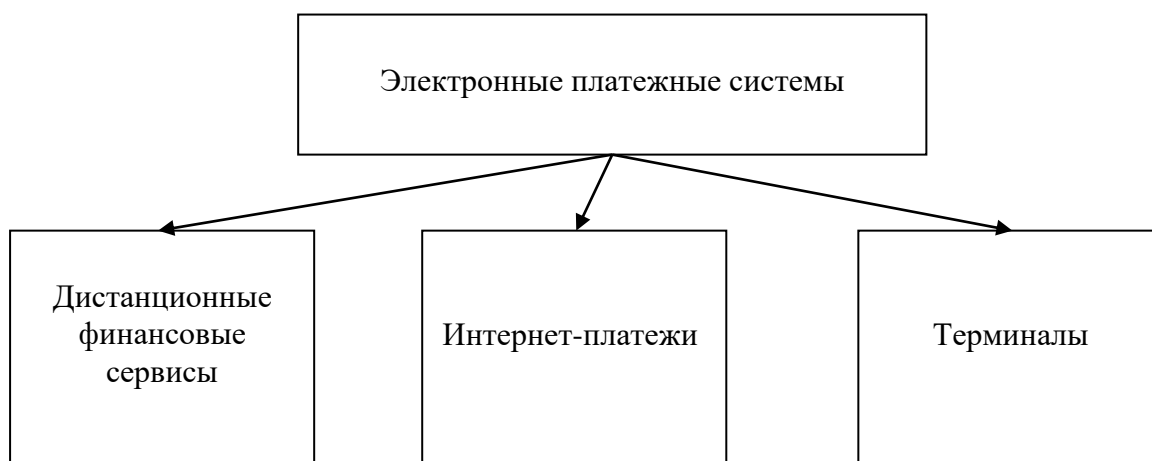 Электронные платежные системы
Дистанционные
финансовые
сервисы
Интернет-платежи
Терминалы